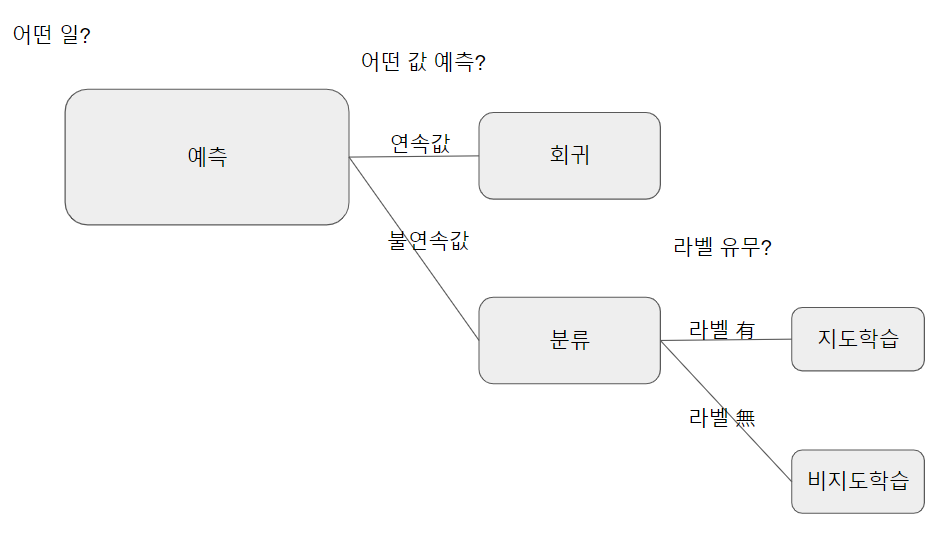 어떤 일?
어떤 값 예측?
예측
연속값
회귀
불연속값
라벨 유무?
분류
라벨 有
지도학습
라벨 無
비지도학습